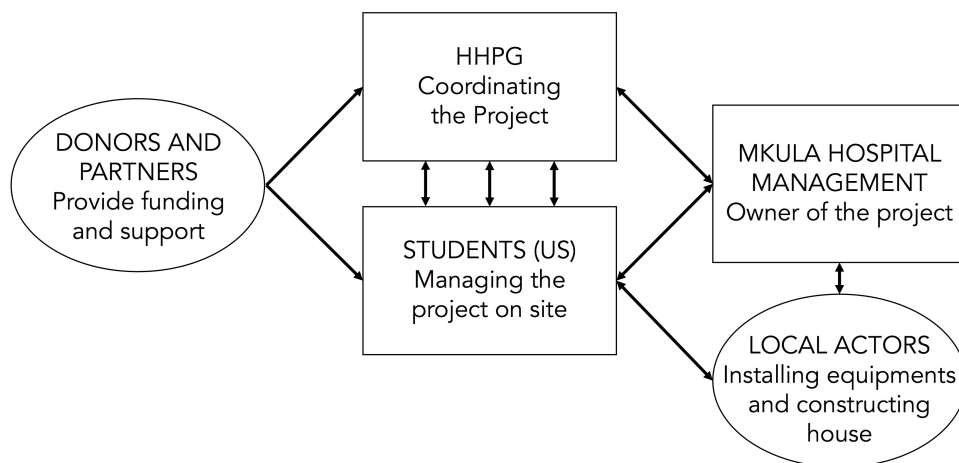 HHPG
Coordinating
the Project
DONORS AND
PARTNERS
Provide funding
and support
STUDENTS (US)
Managing the
project on site
MKULA HOSPITAL
MANAGEMENT
Owner of the project
LOCAL ACTORS
Installing equipments
and constructing
house